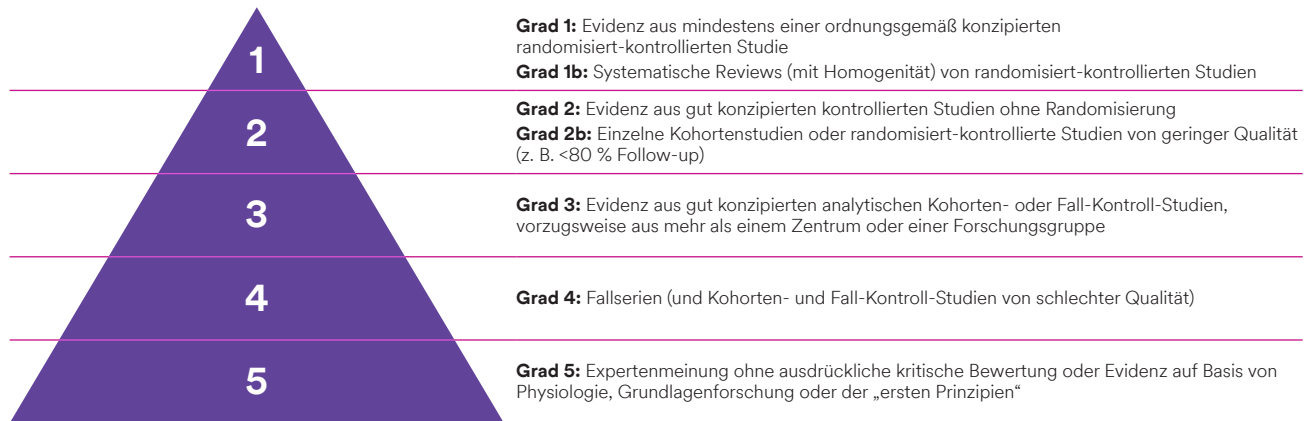 1
Grad 1: Evidenz aus mindestens einer ordnungsgemäß konzipierten
randomisiert-kontrollierten Studie
Grad 1b: Systematische Reviews (mit Homogenität) von randomisiert-kontrollierten Studien
2
Grad 2: Evidenz aus gut konzipierten kontrollierten Studien ohne Randomisierung
Grad 2b: Einzelne Kohortenstudien oder randomisiert-kontrollierte Studien von geringer Qualität
(z. B. <80 % Follow-up)
3
Grad 3: Evidenz aus gut konzipierten analytischen Kohorten- oder Fall-Kontroll-Studien,
vorzugsweise aus mehr als einem Zentrum oder einer Forschungsgruppe
4
Grad 4: Fallserien (und Kohorten- und Fall-Kontroll-Studien von schlechter Qualität)
5
Grad 5: Expertenmeinung ohne ausdrückliche kritische Bewertung oder Evidenz auf Basis von
Physiologie, Grundlagenforschung oder der „ersten Prinzipien“